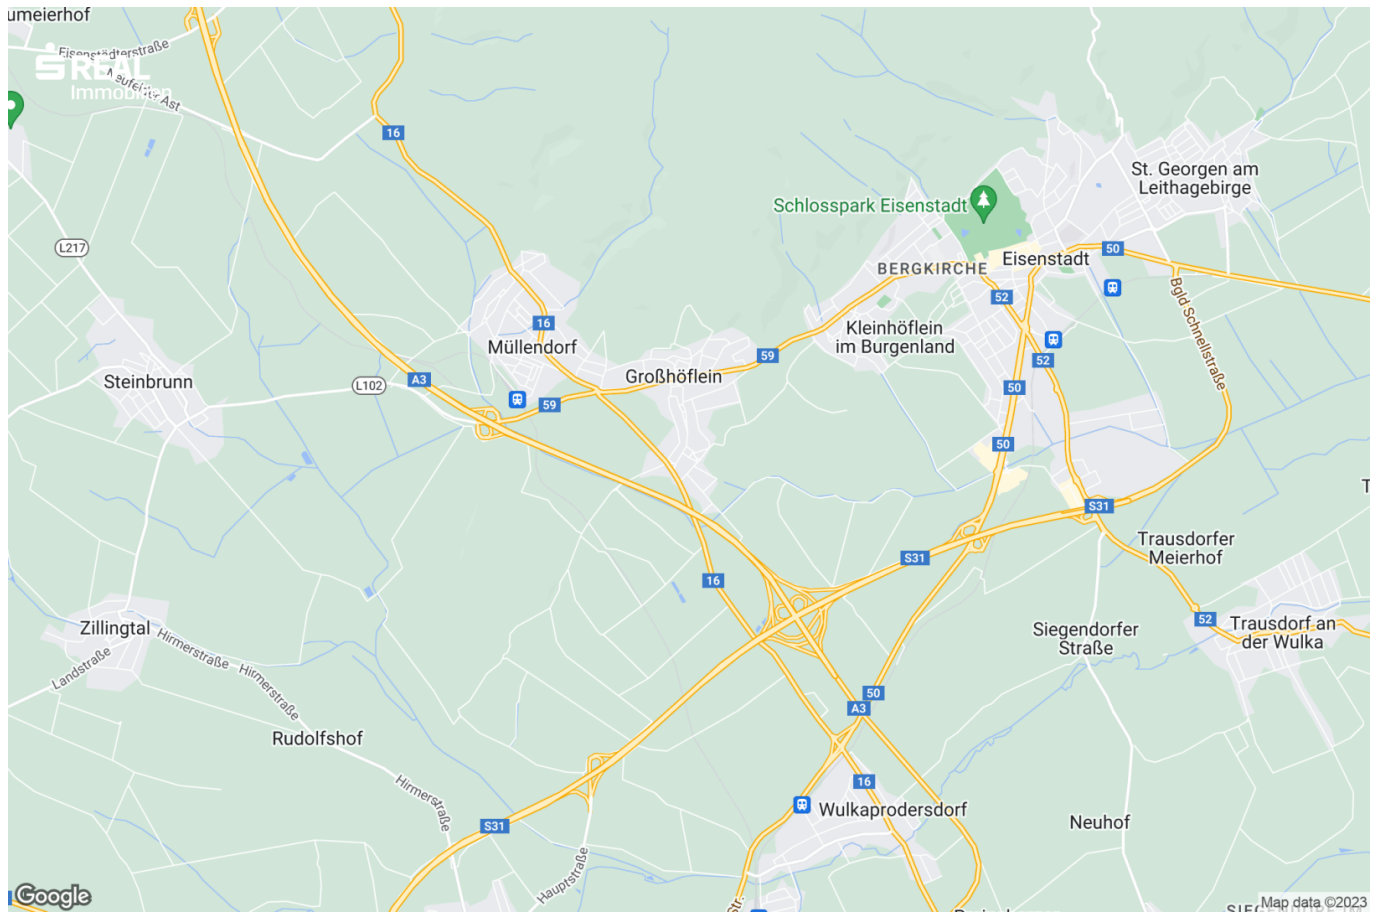 umeierhof
Eisenstädterstraße
S REAL
Immobilien
Neufelder Ast
16
St. Georgen am
Leithagebirge
Schlosspark Eisenstadt
L217
BERGKIRCHE
Eisenstadt
50
52
Bgld Schnellstraße
16
Müllendorf
Kleinhöflein
im Burgenland
59
52
Großhöflein
Steinbrunn
L102
A3
50
59
50
S31
Trausdorfer
Meierhof
S31
16
52
Zillingtal
Hirmerstraße
Hirmerstraße
Landstraße
Siegendorfer
Straße
Trausdorf an
der Wulka
50
A3
Rudolfshof
Hirmerstraße
16
Wulkaprodersdorf
S31
Neuhof
Hauptstraße
Str.
Google
Map data ©2023